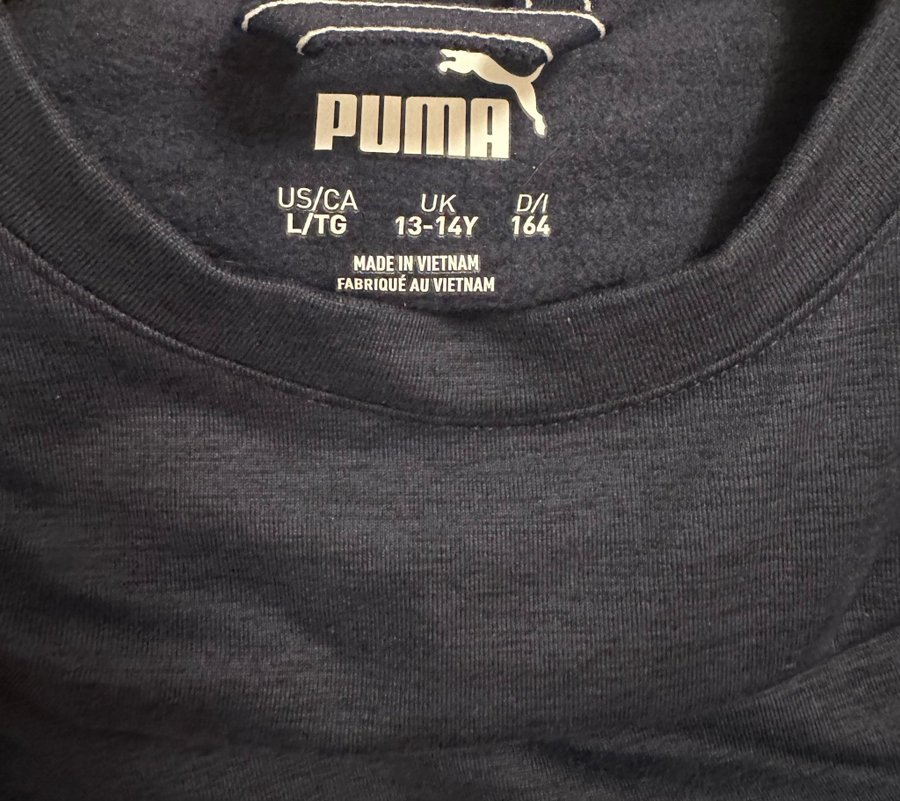 PUMA
US/CA UK D/I
L/TG 13-14Y 164
MADE IN VIETNAM
FABRIQUÉ AU VIETNAM